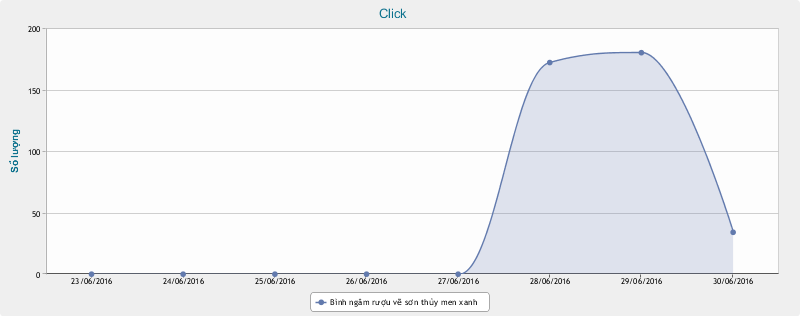 Click
200
150
100
50
0
Số lượng
23/06/2016 24/06/2016 25/06/2016 26/06/2016 27/06/2016 28/06/2016 29/06/2016 30/06/2016
Bình ngâm rượu vẽ sơn thủy men xanh